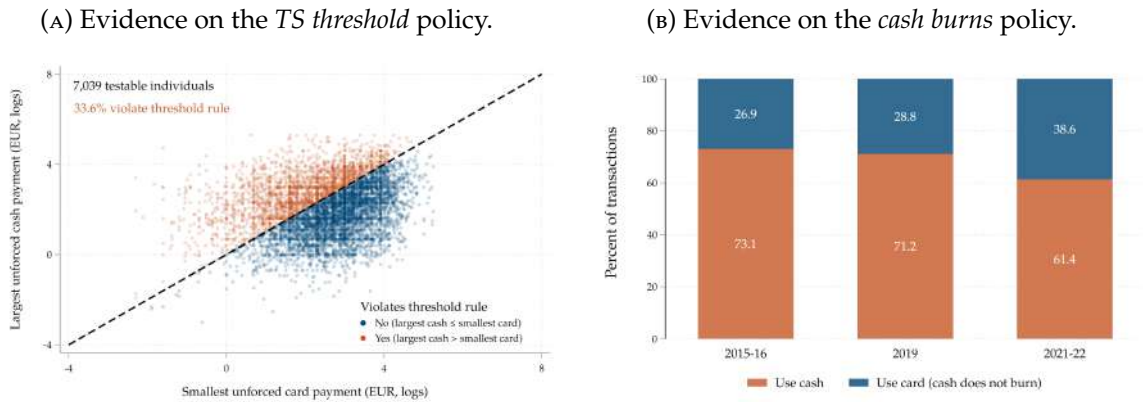 (A) Evidence on the TS threshold policy.
Largest unforced cash payment (EUR, logs)
8
4
0
-4
7,039 testable individuals
33.6% violate threshold rule
Violates threshold rule
No (largest cash ≤ smallest card)
Yes (largest cash > smallest card)
-4 0 4 8
Smallest unforced card payment (EUR, logs)
(B) Evidence on the cash burns policy.
Percent of transactions
100
80
60
40
20
0
26.9 28.8 38.6
73.1 71.2 61.4
2015-16 2019 2021-22
Use cash Use card (cash does not burn)